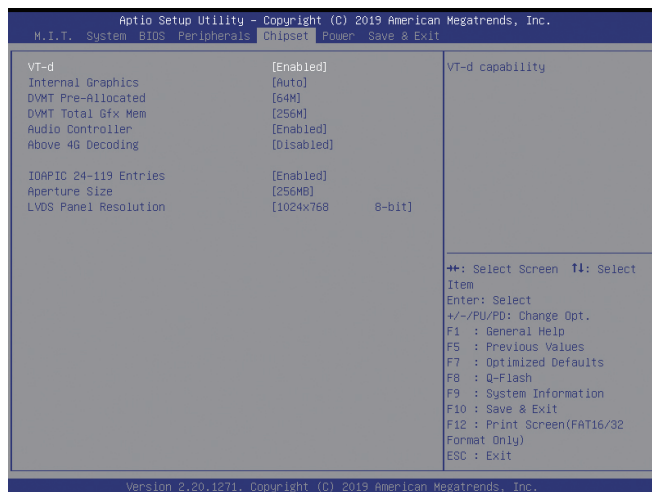 Aptio Setup Utility – Copyright (C) 2019 American Megatrends, Inc.
M.I.T. System BIOS Peripherals Chipset Power Save & Exit
VT-d [Enabled]
Internal Graphics [Auto]
DVMT Pre-Allocated [64M]
DVMT Total Gfx Mem [256M]
Audio Controller [Enabled]
Above 4G Decoding [Disabled]
IOAPIC 24-119 Entries [Enabled]
Aperture Size [256MB]
LVDS Panel Resolution [1024x768 8-bit]
VT-d capability
→←: Select Screen ↑↓: Select
Item
Enter: Select
+/-/PU/PD: Change Opt.
F1 : General Help
F5 : Previous Values
F7 : Optimized Defaults
F8 : Q-Flash
F9 : System Information
F10 : Save & Exit
F12 : Print Screen(FAT16/32
Format Only)
ESC : Exit
Version 2.20.1271. Copyright (C) 2019 American Megatrends, Inc.